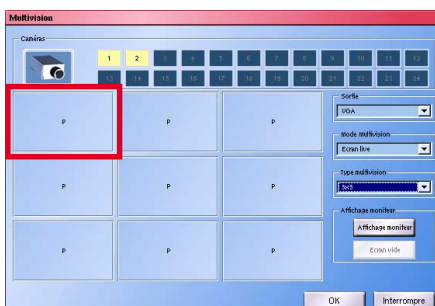 Multivision
Caméras
1 2 3 4 5 6 7 8 9 10 11 12
13 14 15 16 17 18 19 20 21 22 23 24
Sortie
VGA
Mode Multivision
Ecran live
Type multivision
3x3
Affichage moniteur
Affichage moniteur
Ecran vide
P P P
P P P
P P P
OK Interrompre